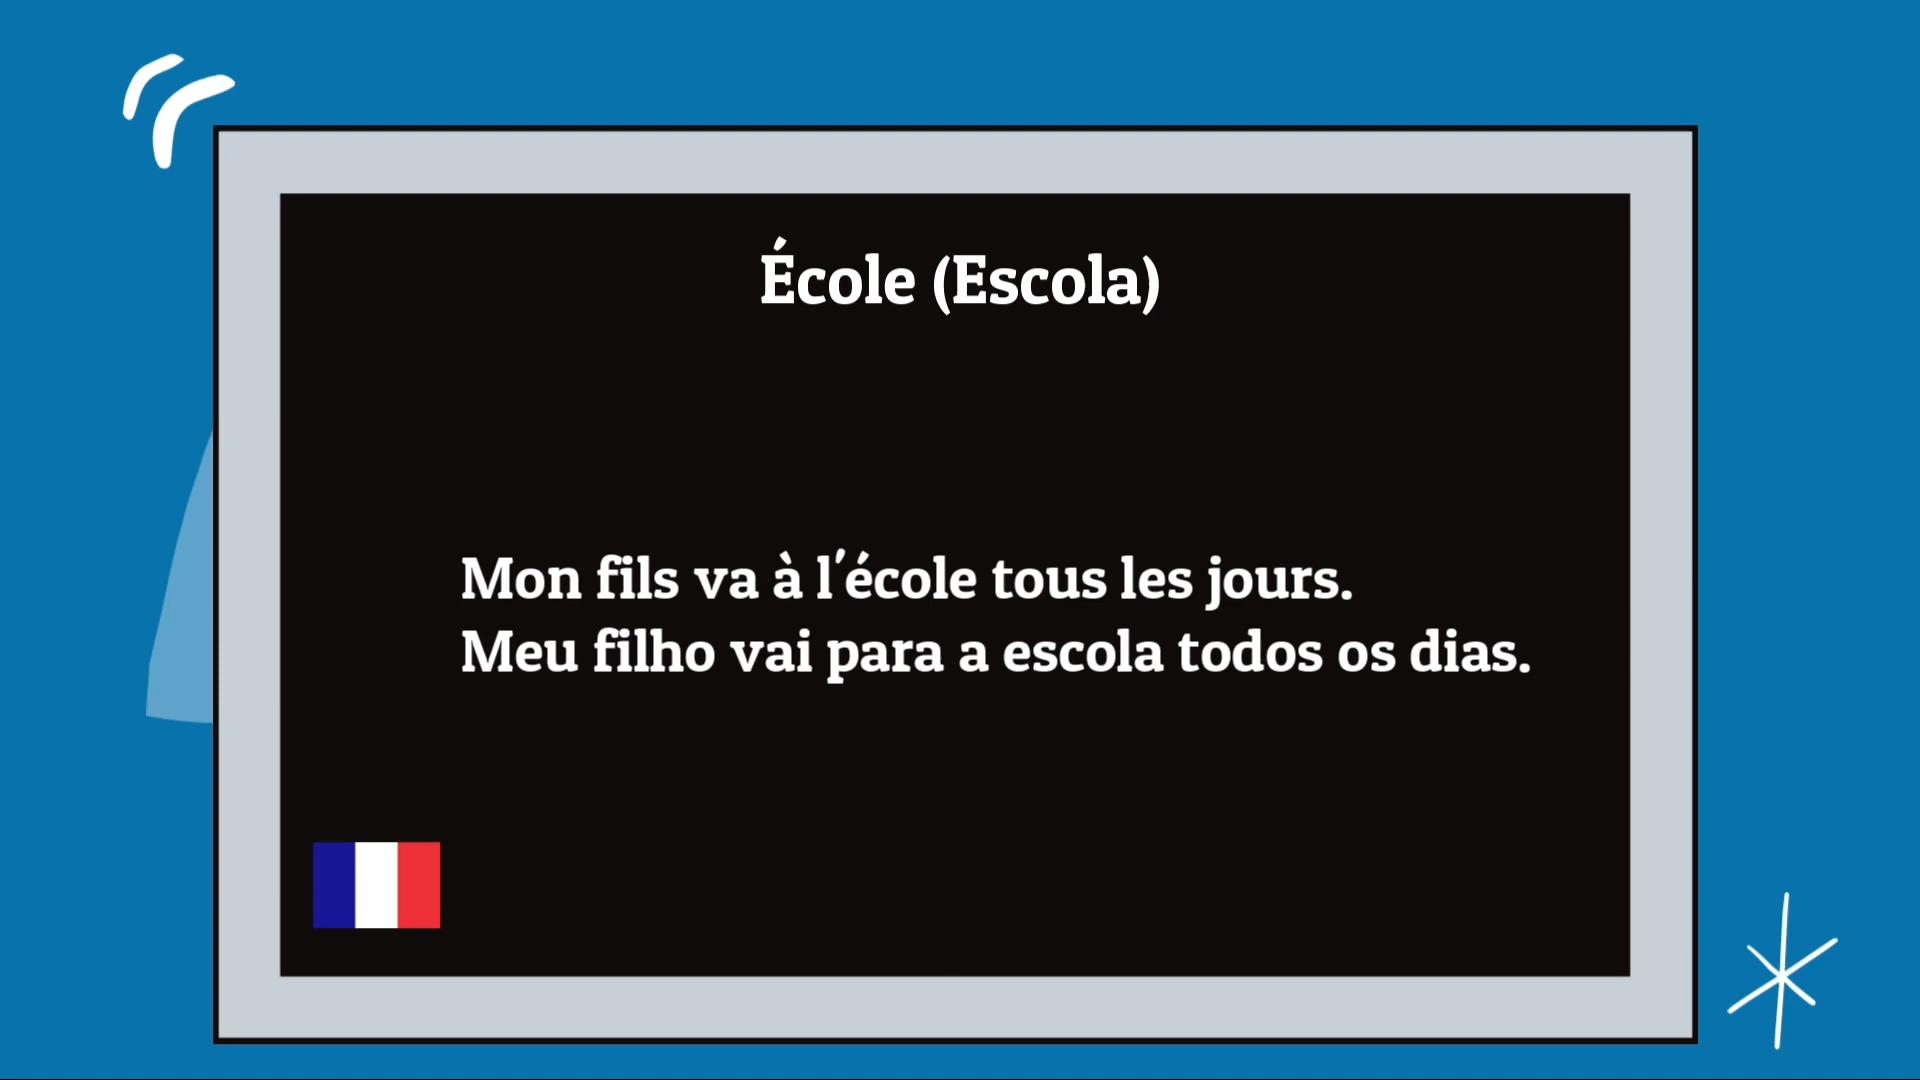 École (Escola)
Mon fils va à l'école tous les jours.
Meu filho vai para a escola todos os dias.